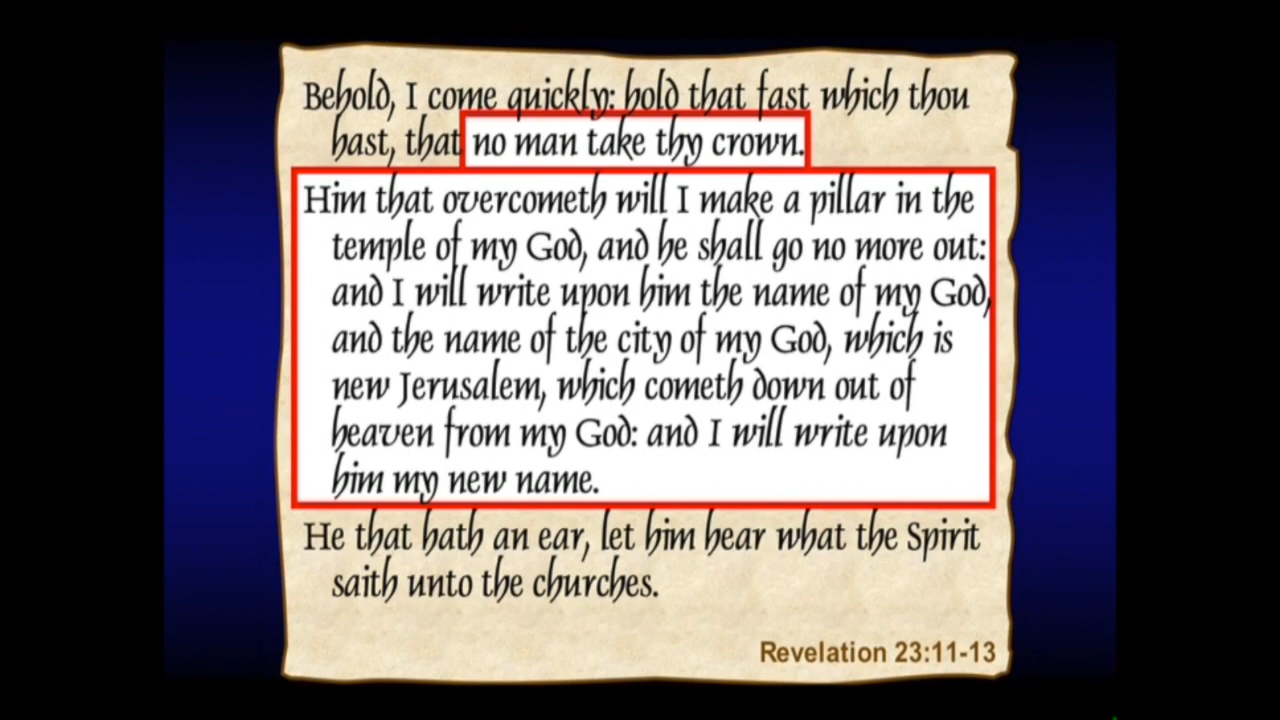 Behold, I come quickly: hold that fast which thou
hast, that no man take thy crown.
Him that overcometh will I make a pillar in the
temple of my God, and he shall go no more out:
and I will write upon him the name of my God,
and the name of the city of my God, which is
new Jerusalem, which cometh down out of
heaven from my God: and I will write upon
him my new name.
He that hath an ear, let him hear what the Spirit
saith unto the churches.
Revelation 23:11-13